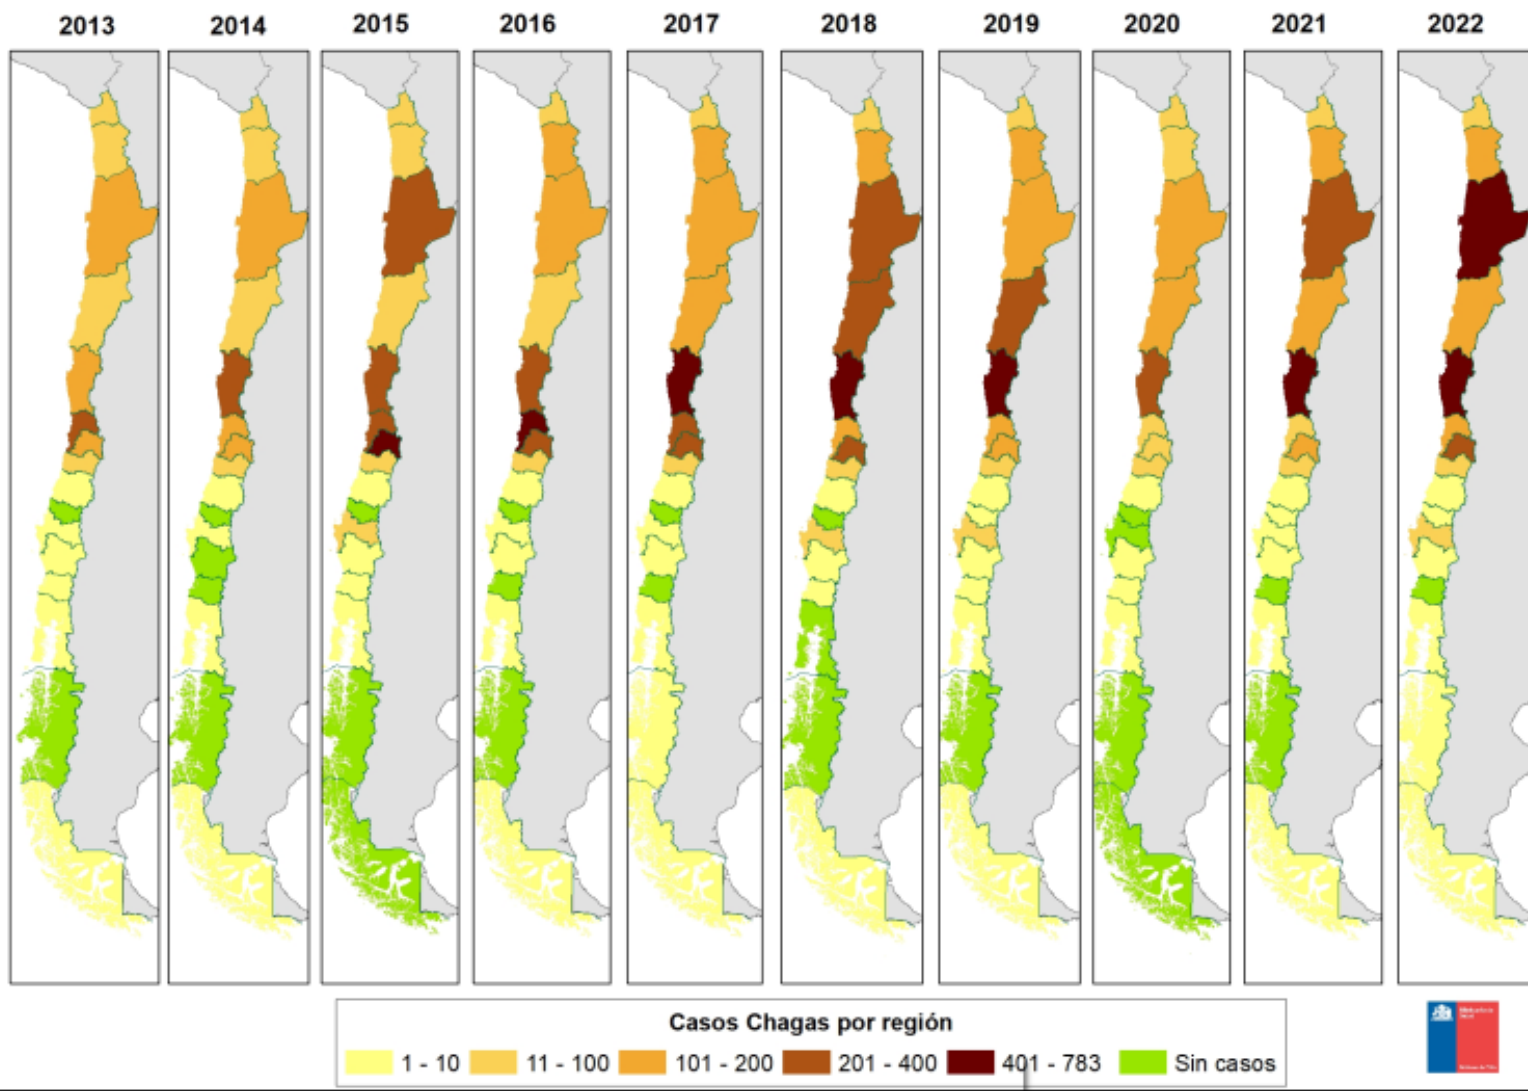 2013 2014 2015 2016 2017 2018 2019 2020 2021 2022
Casos Chagas por región
1 - 10 11 - 100 101 - 200 201 - 400 401 - 783 Sin casos